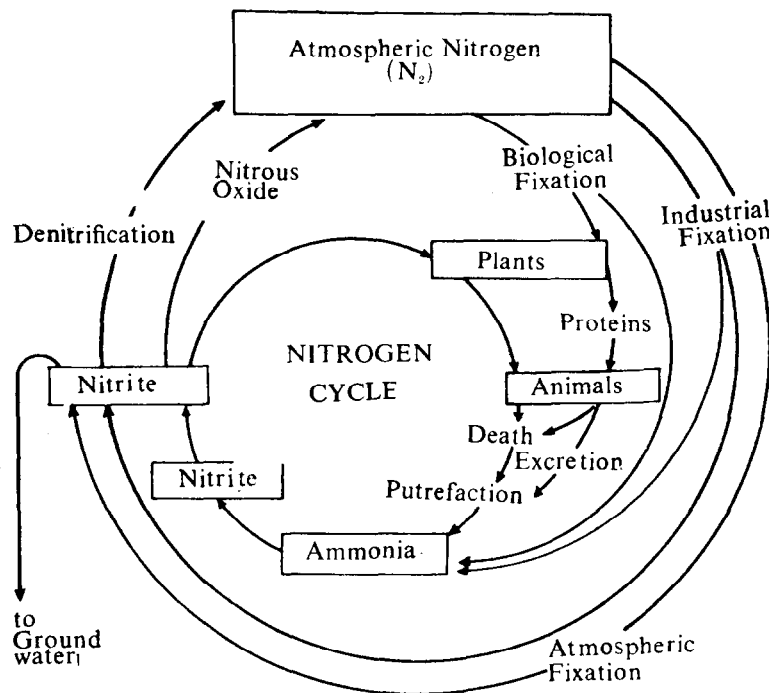 Atmospheric Nitrogen
(N₂)
Nitrous
Oxide
Biological
Fixation
Denitrification
Industrial
Fixation
Plants
Proteins
NITROGEN
CYCLE
Nitrite
Animals
Death
Excretion
Nitrite
Putrefaction
Ammonia
to
Ground
water
Atmospheric
Fixation